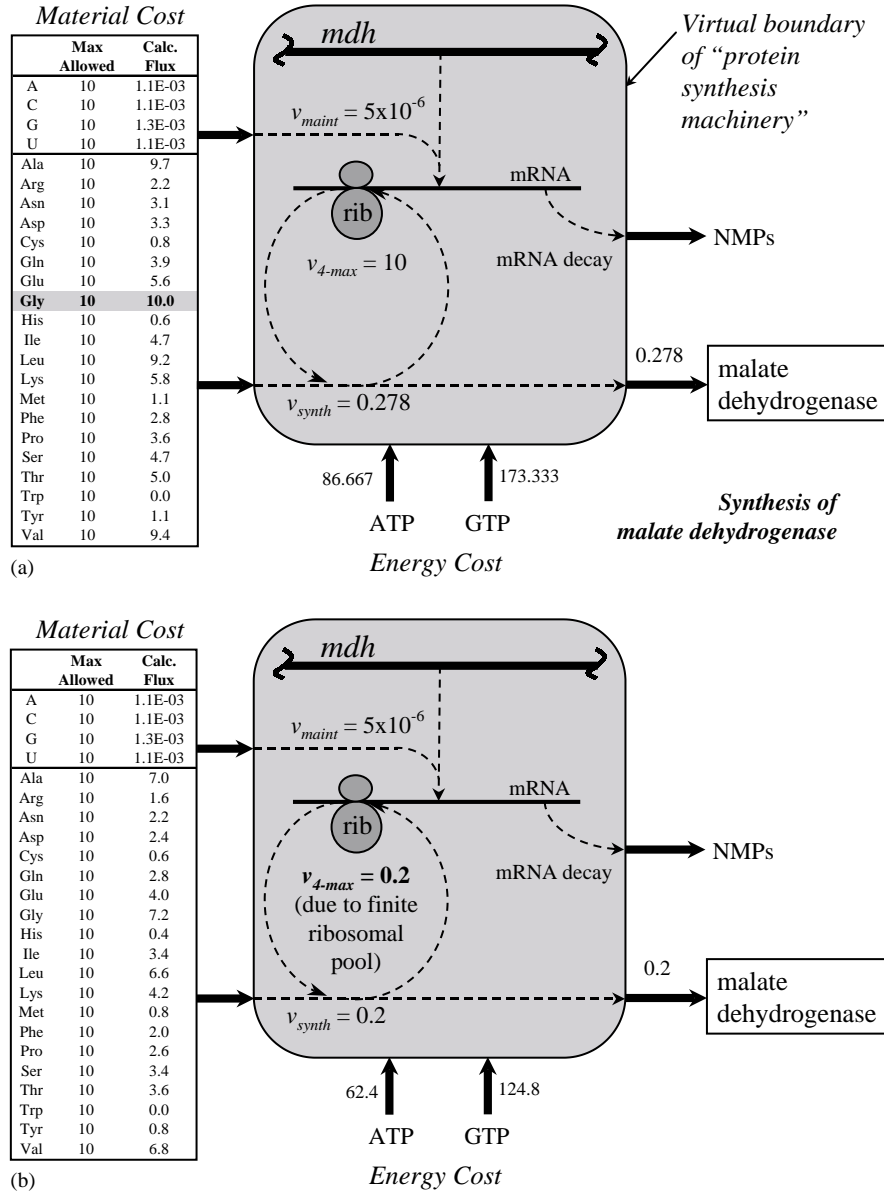 Material Cost
Max Allowed Calc. Flux
A 10 1.1E-03
C 10 1.1E-03
G 10 1.3E-03
U 10 1.1E-03
Ala 10 9.7
Arg 10 2.2
Asn 10 3.1
Asp 10 3.3
Cys 10 0.8
Gln 10 3.9
Glu 10 5.6
Gly 10 10.0
His 10 0.6
Ile 10 4.7
Leu 10 9.2
Lys 10 5.8
Met 10 1.1
Phe 10 2.8
Pro 10 3.6
Ser 10 4.7
Thr 10 5.0
Trp 10 0.0
Tyr 10 1.1
Val 10 9.4
(a)
mdh
v_maint = 5x10^-6
mRNA
rib
v_4-max = 10
mRNA decay
NMPs
v_synth = 0.278
0.278
malate
dehydrogenase
86.667
173.333
ATP GTP
Energy Cost
Virtual boundary
of “protein
synthesis
machinery”
Synthesis of
malate dehydrogenase
Material Cost
Max Allowed Calc. Flux
A 10 1.1E-03
C 10 1.1E-03
G 10 1.3E-03
U 10 1.1E-03
Ala 10 7.0
Arg 10 1.6
Asn 10 2.2
Asp 10 2.4
Cys 10 0.6
Gln 10 2.8
Glu 10 4.0
Gly 10 7.2
His 10 0.4
Ile 10 3.4
Leu 10 6.6
Lys 10 4.2
Met 10 0.8
Phe 10 2.0
Pro 10 2.6
Ser 10 3.4
Thr 10 3.6
Trp 10 0.0
Tyr 10 0.8
Val 10 6.8
(b)
mdh
v_maint = 5x10^-6
mRNA
rib
v_4-max = 0.2
(due to finite
ribosomal
pool)
mRNA decay
NMPs
v_synth = 0.2
0.2
malate
dehydrogenase
62.4
124.8
ATP GTP
Energy Cost